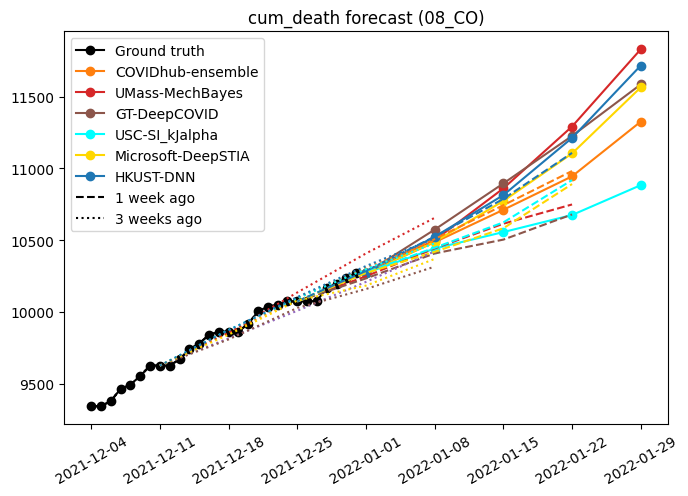 cum_death forecast (08_CO)
Ground truth
COVIDhub-ensemble
UMass-MechBayes
GT-DeepCOVID
USC-SI_kJalpha
Microsoft-DeepSTIA
HKUST-DNN
1 week ago
3 weeks ago
11500
11000
10500
10000
9500
2021-12-04
2021-12-11
2021-12-18
2021-12-25
2022-01-01
2022-01-08
2022-01-15
2022-01-22
2022-01-29